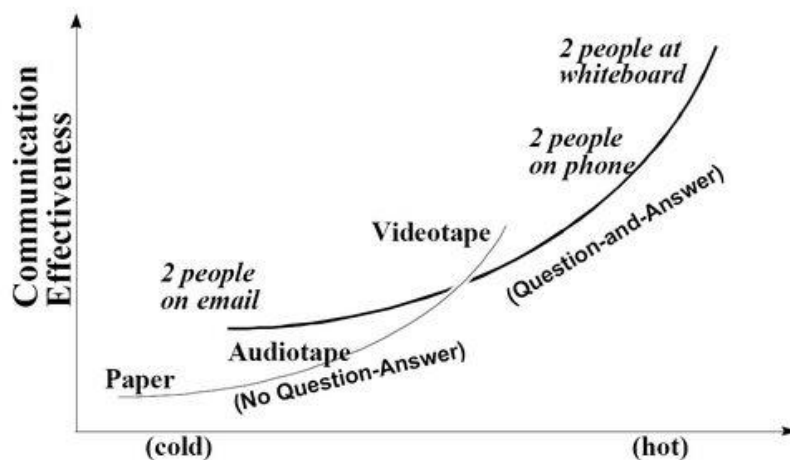 2 people at
whiteboard
2 people
on phone
Communication
Effectiveness
(Question-and-Answer)
Videotape
2 people
on email
Audiotape
Paper
(No Question-Answer)
(cold)
(hot)